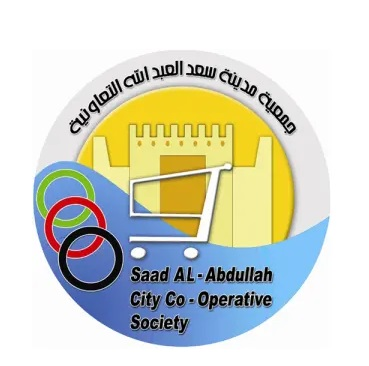 جمعية مدينة سعد العبد الله التعاونية
Saad AL - Abdullah
City Co - Operative
Society